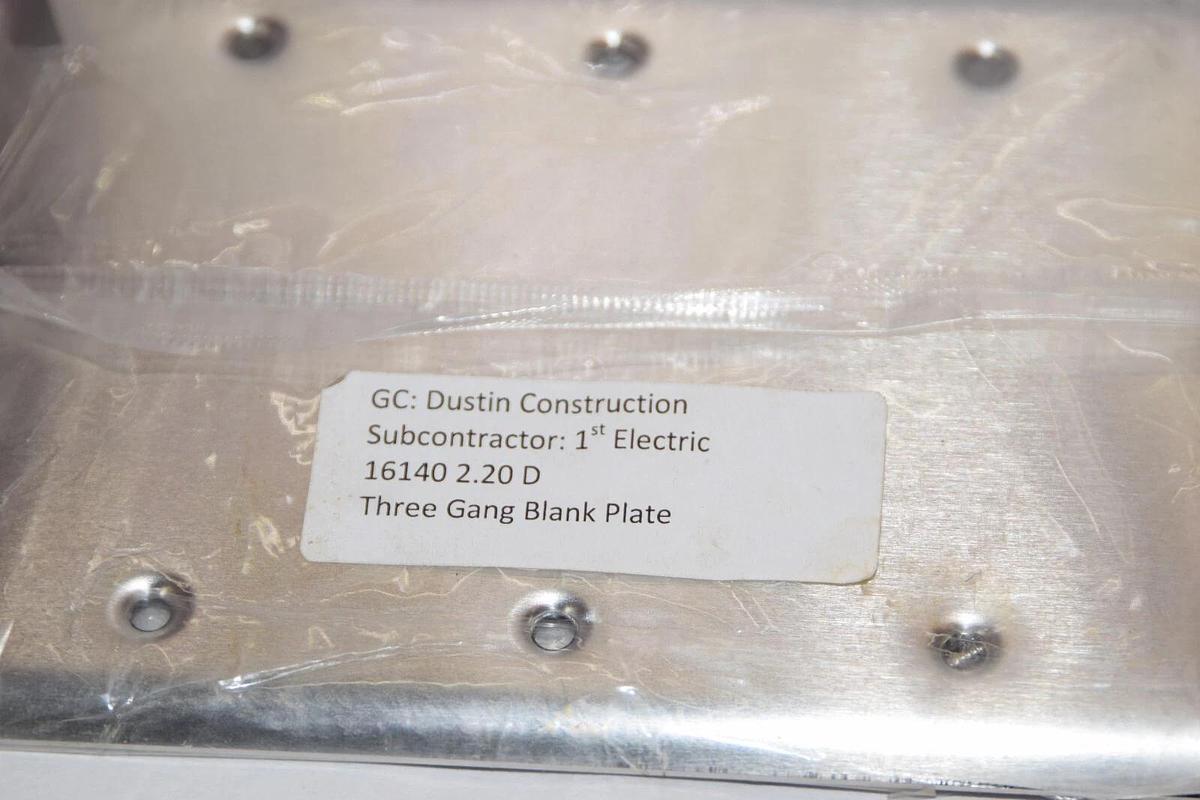 GC: Dustin Construction
Subcontractor: 1st Electric
16140 2.20 D
Three Gang Blank Plate